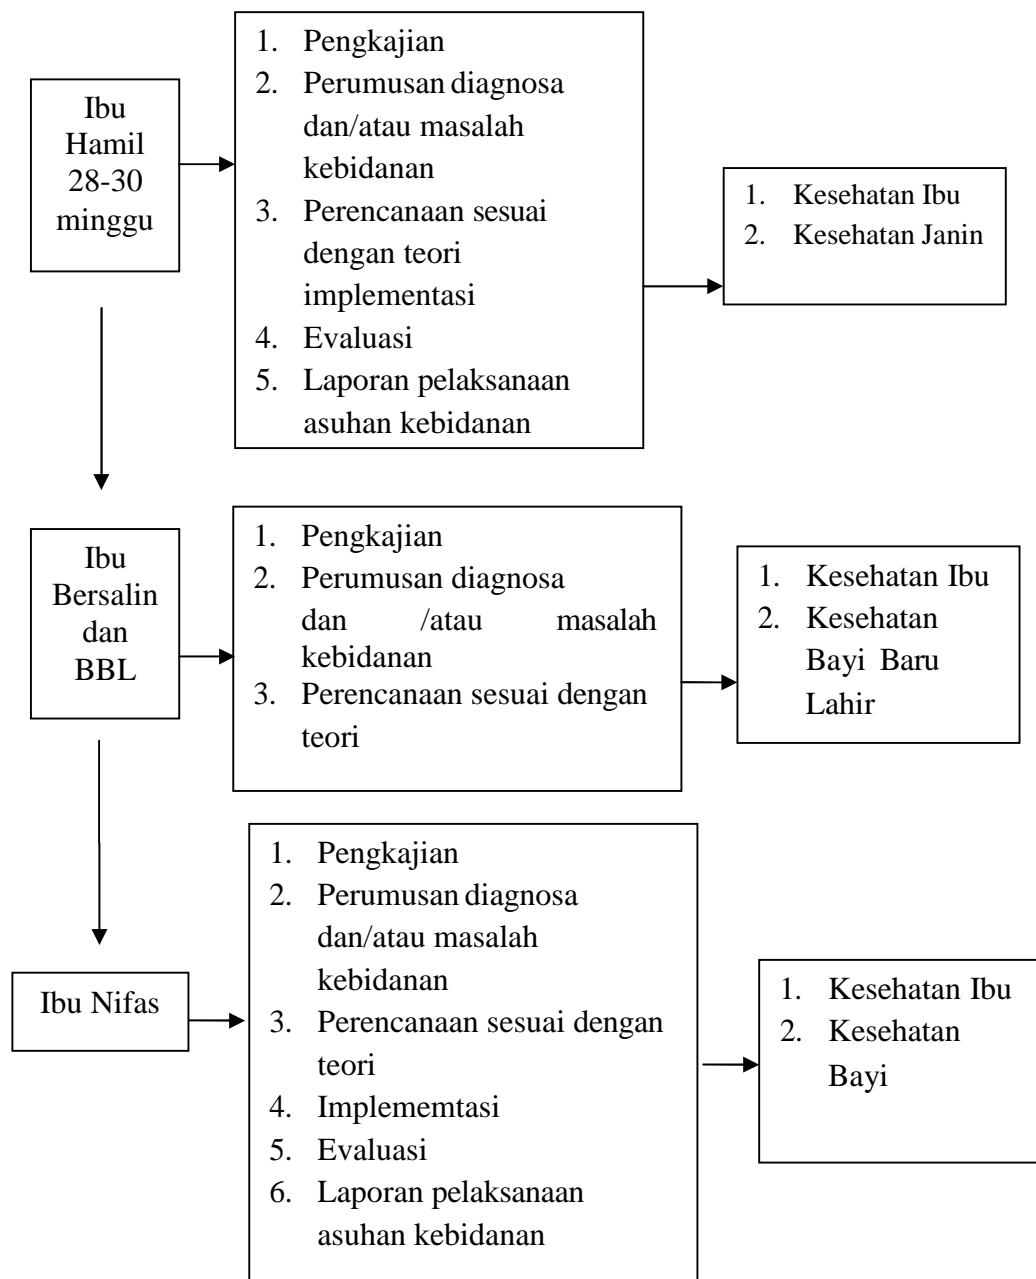 Ibu
Hamil
28-30
minggu
1. Pengkajian
2. Perumusan diagnosa
dan/atau masalah
kebidanan
3. Perencanaan sesuai
dengan teori
implementasi
4. Evaluasi
5. Laporan pelaksanaan
asuhan kebidanan
1. Kesehatan Ibu
2. Kesehatan Janin
Ibu
Bersalin
dan
BBL
1. Pengkajian
2. Perumusan diagnosa
dan /atau masalah
kebidanan
3. Perencanaan sesuai dengan
teori
1. Kesehatan Ibu
2. Kesehatan
Bayi Baru
Lahir
Ibu Nifas
1. Pengkajian
2. Perumusan diagnosa
dan/atau masalah
kebidanan
3. Perencanaan sesuai dengan
teori
4. Implememtasi
5. Evaluasi
6. Laporan pelaksanaan
asuhan kebidanan
1. Kesehatan Ibu
2. Kesehatan
Bayi